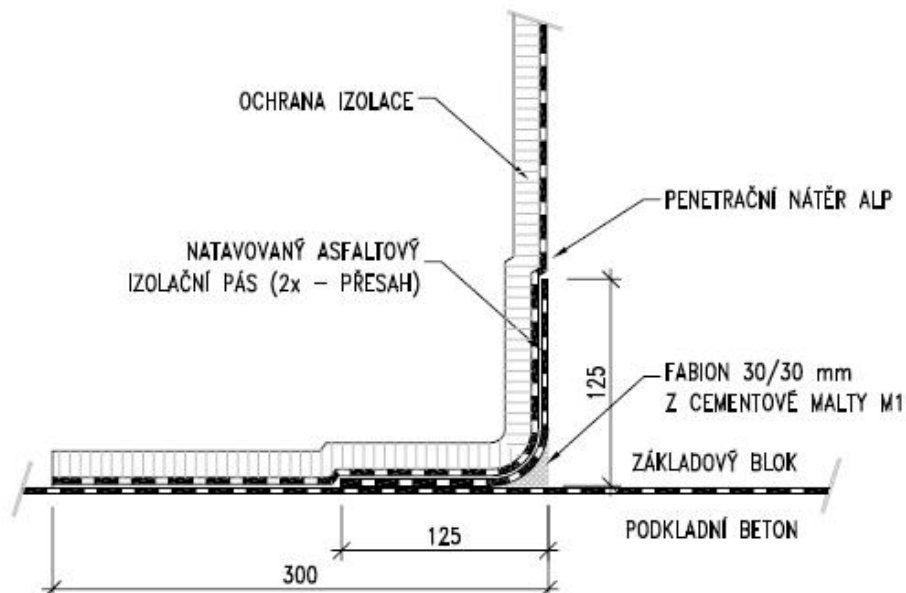 OCHRANA IZOLACE
PENETRAČNÍ NÁTĚR ALP
NATAVOVANÝ ASFALTOVÝ
IZOLAČNÍ PÁS (2x – PŘESAH)
125
FABION 30/30 mm
Z CEMENTOVÉ MALTY M1
ZÁKLADOVÝ BLOK
PODKLADNÍ BETON
125
300